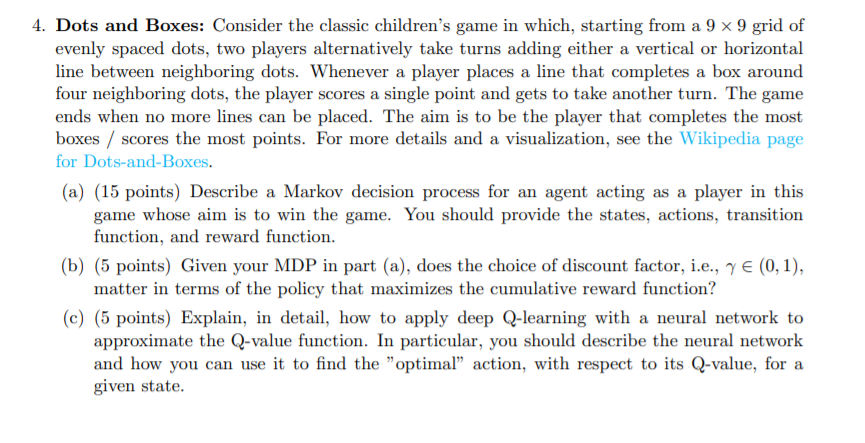 4. Dots and Boxes: Consider the classic children's game in which, starting from a 9 × 9 grid of
evenly spaced dots, two players alternatively take turns adding either a vertical or horizontal
line between neighboring dots. Whenever a player places a line that completes a box around
four neighboring dots, the player scores a single point and gets to take another turn. The game
ends when no more lines can be placed. The aim is to be the player that completes the most
boxes / scores the most points. For more details and a visualization, see the Wikipedia page
for Dots-and-Boxes.
(a) (15 points) Describe a Markov decision process for an agent acting as a player in this
game whose aim is to win the game. You should provide the states, actions, transition
function, and reward function.
(b) (5 points) Given your MDP in part (a), does the choice of discount factor, i.e., γ ∈ (0, 1),
matter in terms of the policy that maximizes the cumulative reward function?
(c) (5 points) Explain, in detail, how to apply deep Q-learning with a neural network to
approximate the Q-value function. In particular, you should describe the neural network
and how you can use it to find the "optimal" action, with respect to its Q-value, for a
given state.